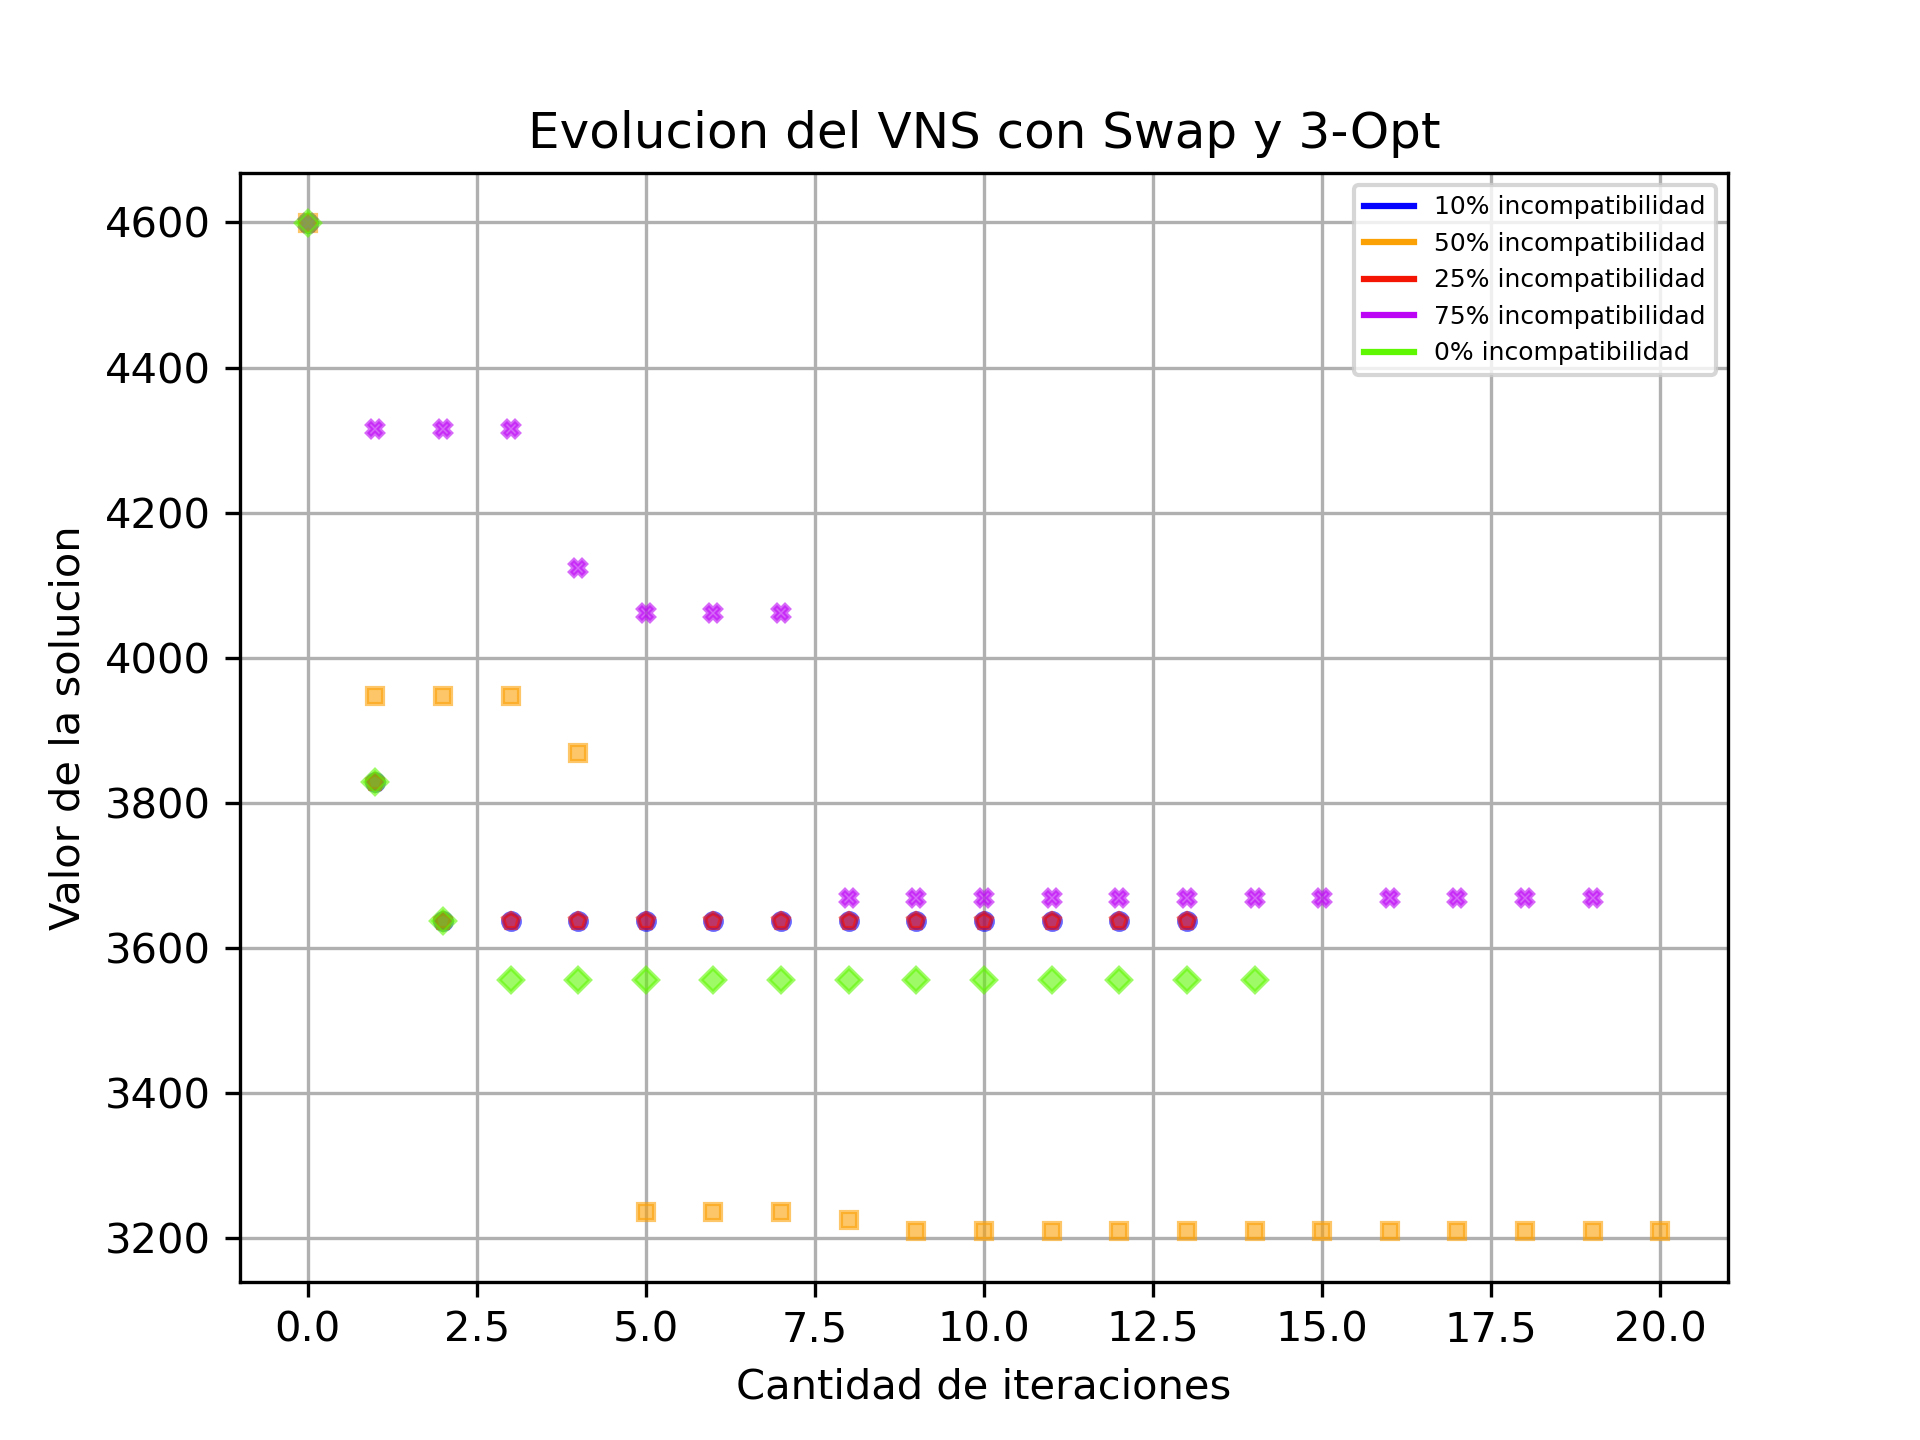 Evolucion del VNS con Swap y 3-Opt
10% incompatibilidad
50% incompatibilidad
25% incompatibilidad
75% incompatibilidad
0% incompatibilidad
4600
4400
4200
4000
3800
3600
3400
3200
Valor de la solucion
0.0 2.5 5.0 7.5 10.0 12.5 15.0 17.5 20.0
Cantidad de iteraciones